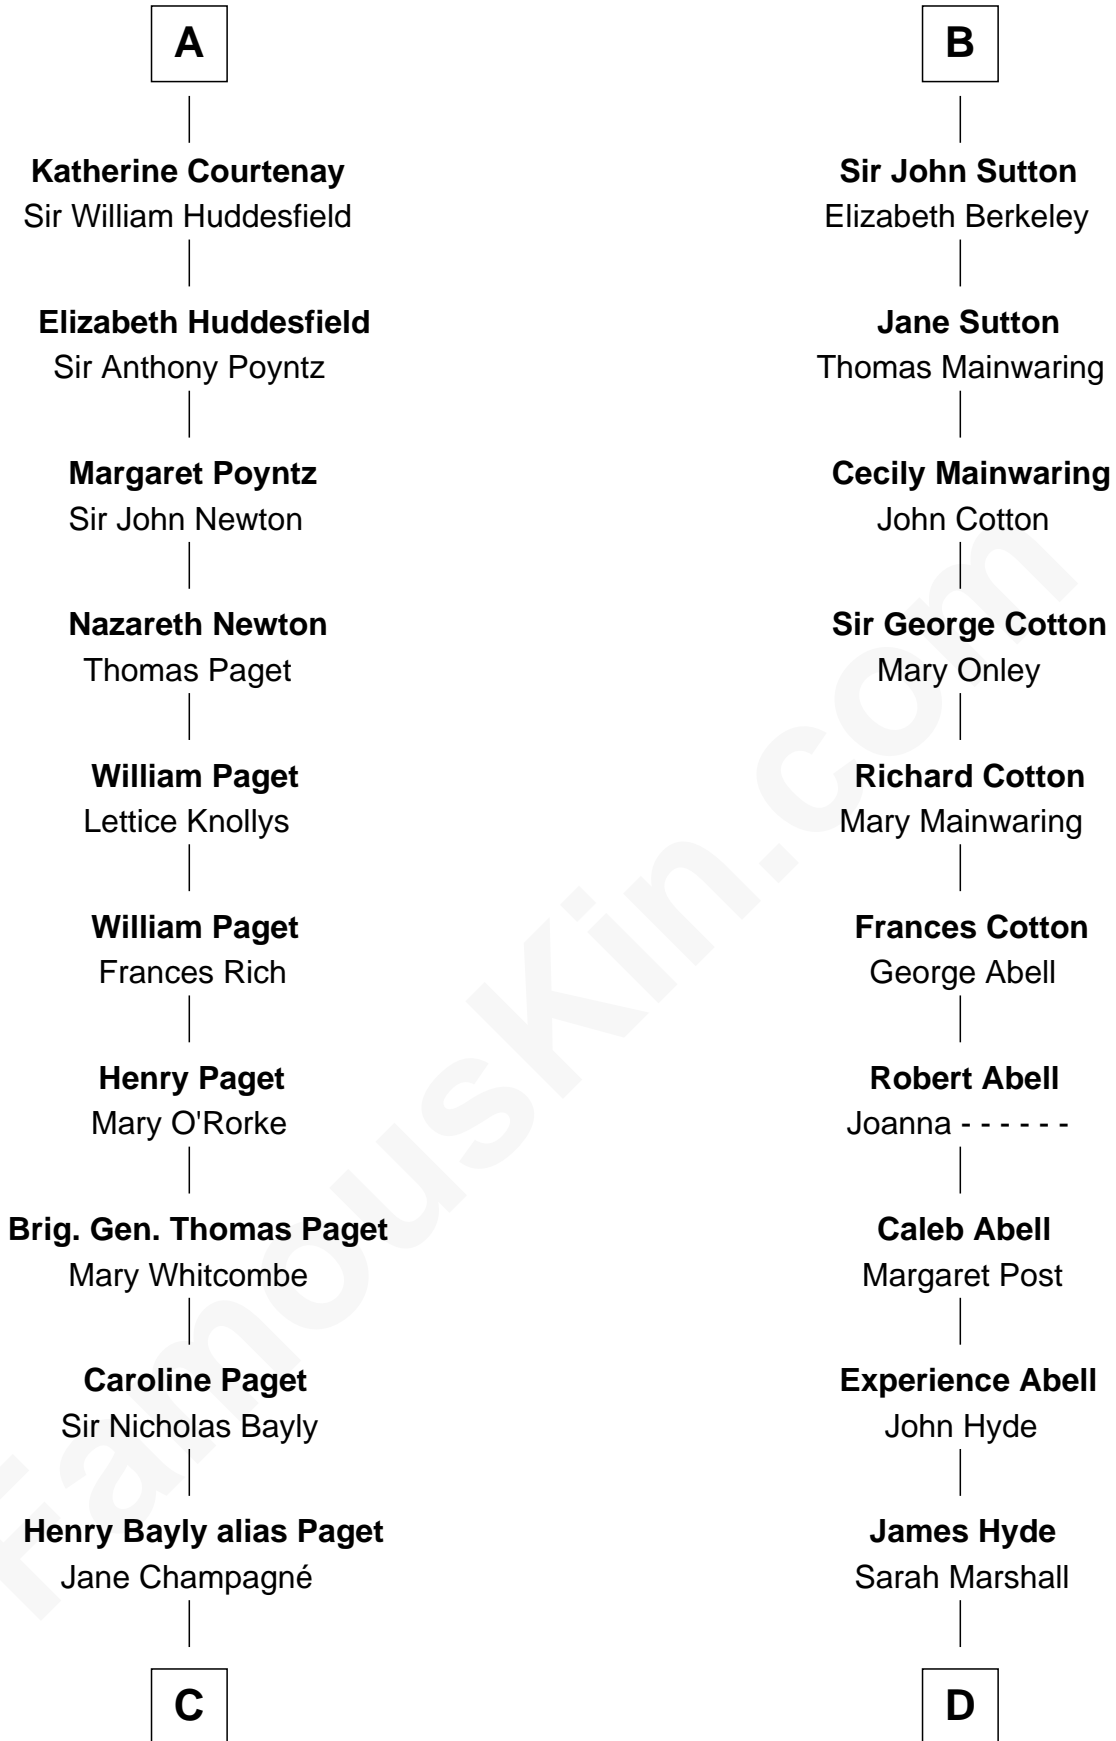 A
Katherine Courtenay
Sir William Huddesfield
Elizabeth Huddesfield
Sir Anthony Poyntz
Margaret Poyntz
Sir John Newton
Nazareth Newton
Thomas Paget
William Paget
Lettice Knollys
William Paget
Frances Rich
Henry Paget
Mary O'Rorke
Brig. Gen. Thomas Paget
Mary Whitcombe
Caroline Paget
Sir Nicholas Bayly
Henry Bayly alias Paget
Jane Champagné
C
B
Sir John Sutton
Elizabeth Berkeley
Jane Sutton
Thomas Mainwaring
Cecily Mainwaring
John Cotton
Sir George Cotton
Mary Onley
Richard Cotton
Mary Mainwaring
Frances Cotton
George Abell
Robert Abell
Joanna - - - - - -
Caleb Abell
Margaret Post
Experience Abell
John Hyde
James Hyde
Sarah Marshall
D
FamousKin.com